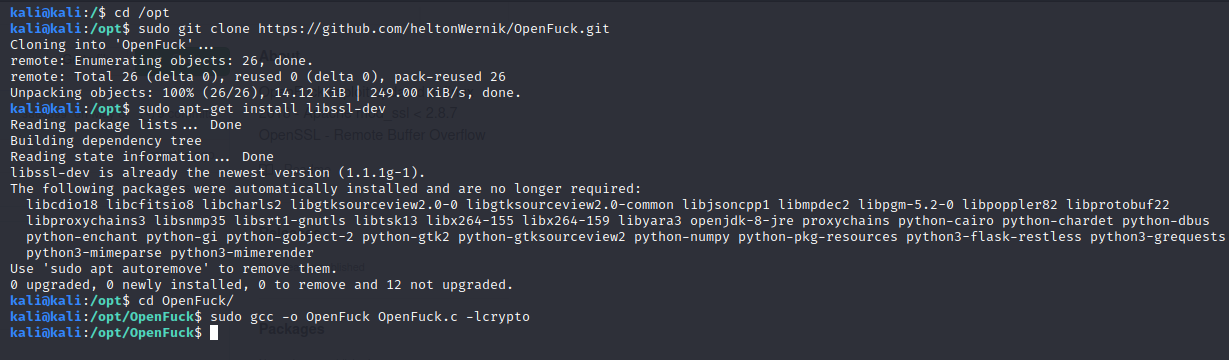 kali@kali:/$ cd /opt
kali@kali:/opt$ sudo git clone https://github.com/heltonWernik/OpenFuck.git
Cloning into 'OpenFuck'...
remote: Enumerating objects: 26, done.
remote: Total 26 (delta 0), reused 0 (delta 0), pack-reused 26
Unpacking objects: 100% (26/26), 14.12 KiB | 249.00 KiB/s, done.
kali@kali:/opt$ sudo apt-get install libssl-dev
Reading package lists... Done
Building dependency tree
OpenSSL - Remote Buffer Overflow
Reading state information... Done
libssl-dev is already the newest version (1.1.1g-1).
The following packages were automatically installed and are no longer required:
  libcdio18 libcfitsio8 libcharls2 libgtksourceview2.0-0 libgtksourceview2.0-common libjsoncpp1 libmpdec2 libpgm-5.2-0 libpoppler82 libprotobuf22
  libproxychains3 libsnmp35 libsrt1-gnutls libtsk13 libx264-155 libx264-159 libyara3 openjdk-8-jre proxychains python-cairo python-chardet python-dbus
  python-enchant python-gi python-gobject-2 python-gtk2 python-gtksourceview2 python-numpy python-pkg-resources python3-flask-restless python3-grequests
  python3-mimeparse python3-mimerender
Use 'sudo apt autoremove' to remove them.
0 upgraded, 0 newly installed, 0 to remove and 12 not upgraded.
kali@kali:/opt$ cd OpenFuck/
kali@kali:/opt/OpenFuck$ sudo gcc -o OpenFuck OpenFuck.c -lcrypto
kali@kali:/opt/OpenFuck$
Packages